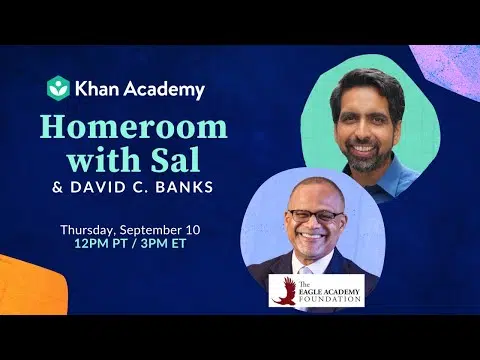 Khan Academy
Homeroom
with Sal
& DAVID C. BANKS
Thursday, September 10
12PM PT / 3PM ET
The
EAGLE ACADEMY
FOUNDATION